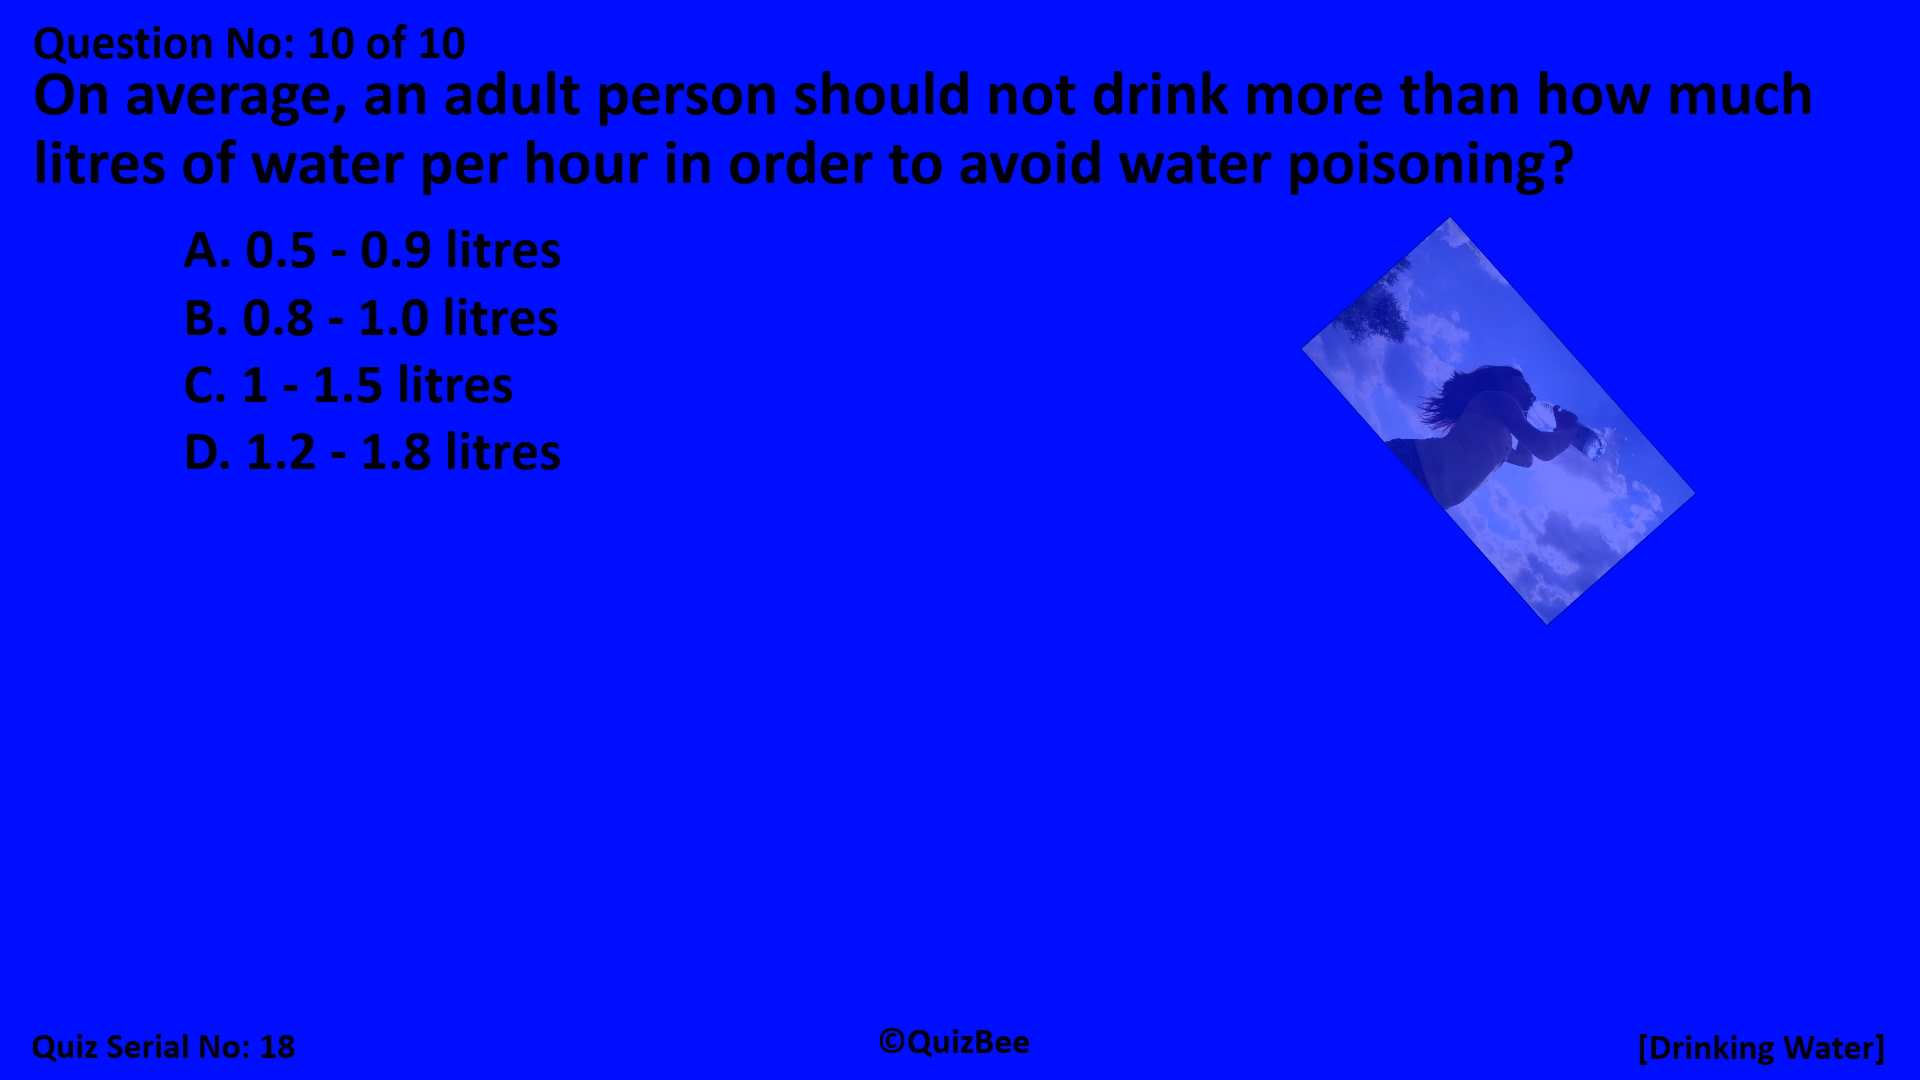 Question No: 10 of 10
On average, an adult person should not drink more than how much
litres of water per hour in order to avoid water poisoning?
A. 0.5 - 0.9 litres
B. 0.8 - 1.0 litres
C. 1 - 1.5 litres
D. 1.2 - 1.8 litres
Quiz Serial No: 18
©QuizBee
[Drinking Water]